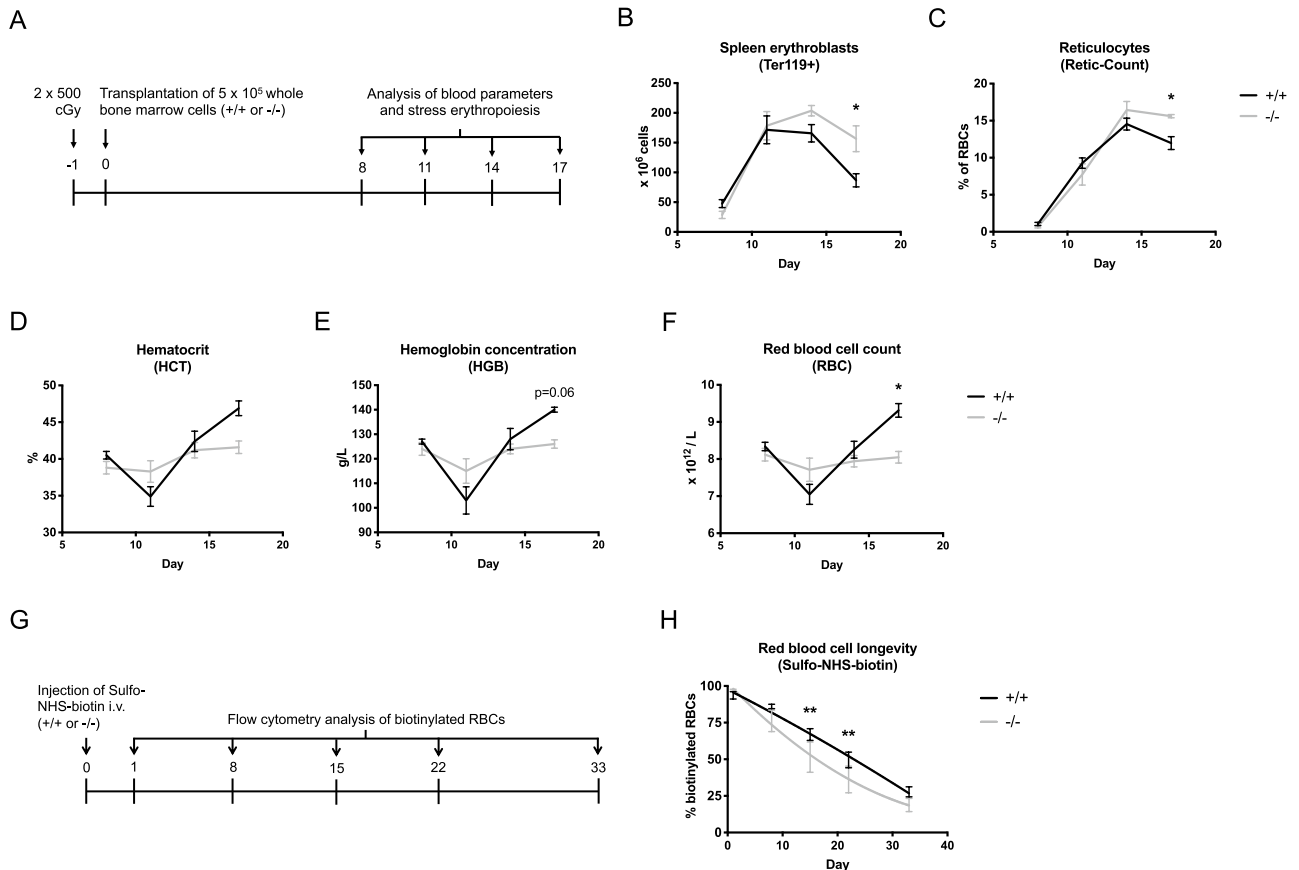 A
2 x 500
cGy
Transplantation of 5 x 10⁵ whole
bone marrow cells (+/+ or -/-)
Analysis of blood parameters
and stress erythropoiesis
-1
0
8
11
14
17
B
Spleen erythroblasts
(Ter119+)
x 10⁶ cells
250
200
150
100
50
0
*
5
10
15
20
Day
C
Reticulocytes
(Retic-Count)
% of RBCs
20
15
10
5
0
*
5
10
15
20
Day
+/+
-/-
D
Hematocrit
(HCT)
%
50
45
40
35
30
5
10
15
20
Day
E
Hemoglobin concentration
(HGB)
g/L
150
140
130
120
110
100
90
p=0.06
5
10
15
20
Day
F
Red blood cell count
(RBC)
x 10¹² / L
10
9
8
7
6
*
5
10
15
20
Day
+/+
-/-
G
Injection of Sulfo-
NHS-biotin i.v.
(+/+ or -/-)
Flow cytometry analysis of biotinylated RBCs
0
1
8
15
22
33
H
Red blood cell longevity
(Sulfo-NHS-biotin)
% biotinylated RBCs
100
75
50
25
0
**
**
0
10
20
30
40
Day
+/+
-/-